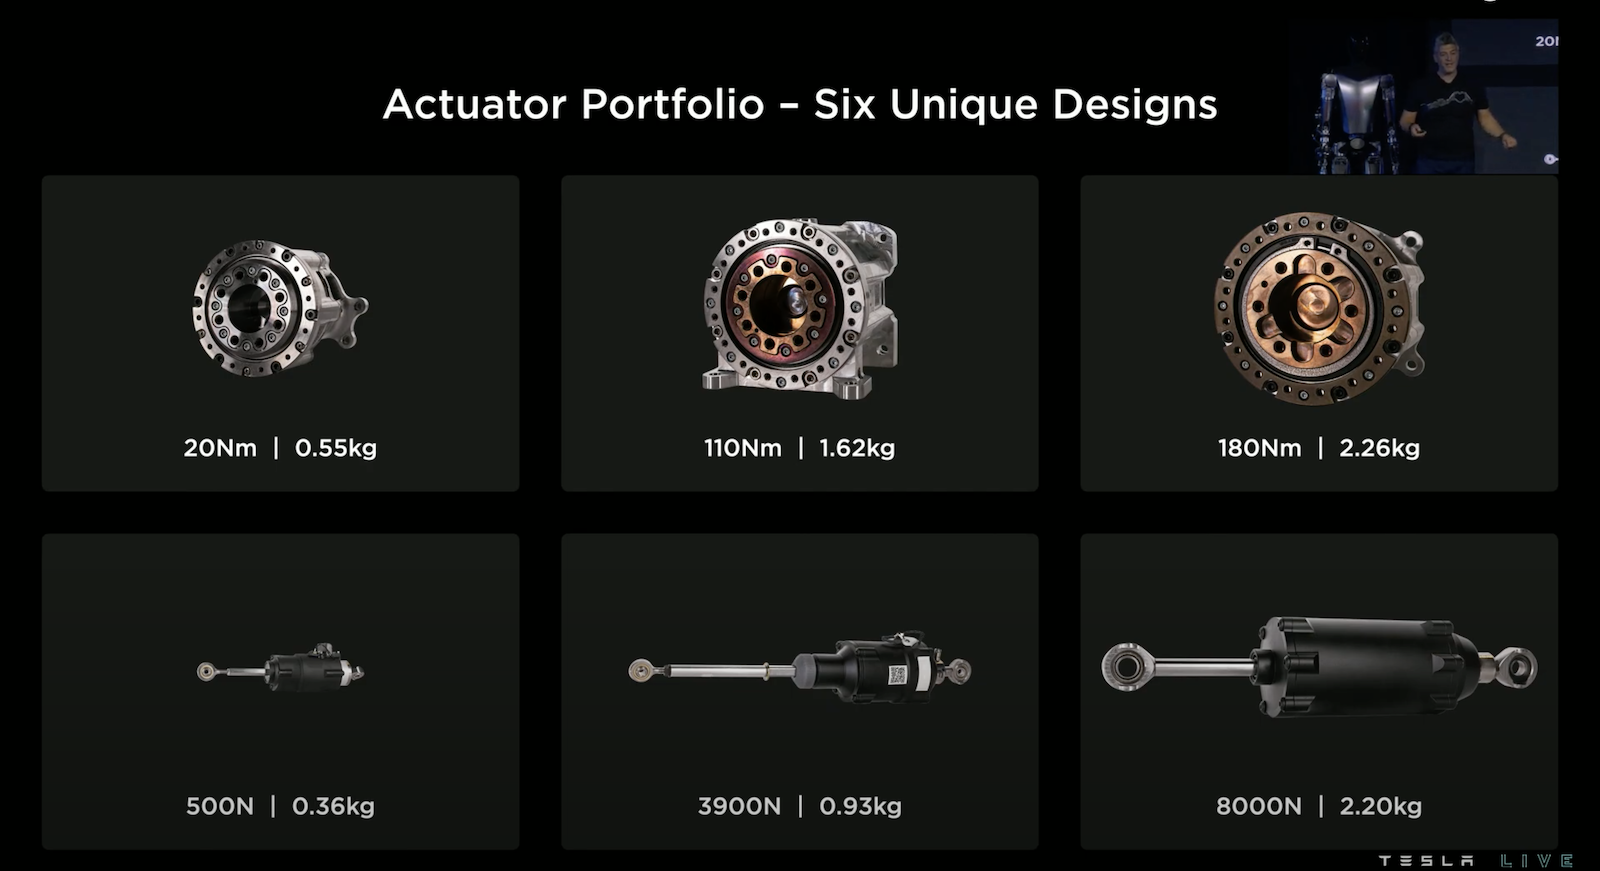 Actuator Portfolio – Six Unique Designs
20Nm | 0.55kg
110Nm | 1.62kg
180Nm | 2.26kg
500N | 0.36kg
3900N | 0.93kg
8000N | 2.20kg
TESLA LIVE